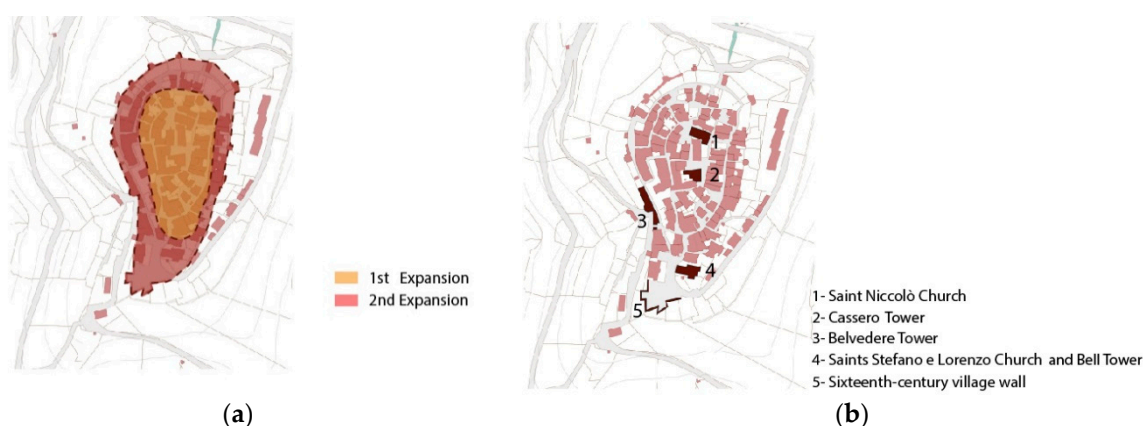 1st Expansion
2nd Expansion
(a)
1
2
3
4
5
1- Saint Niccolò Church
2- Cassero Tower
3- Belvedere Tower
4- Saints Stefano e Lorenzo Church and Bell Tower
5- Sixteenth-century village wall
(b)